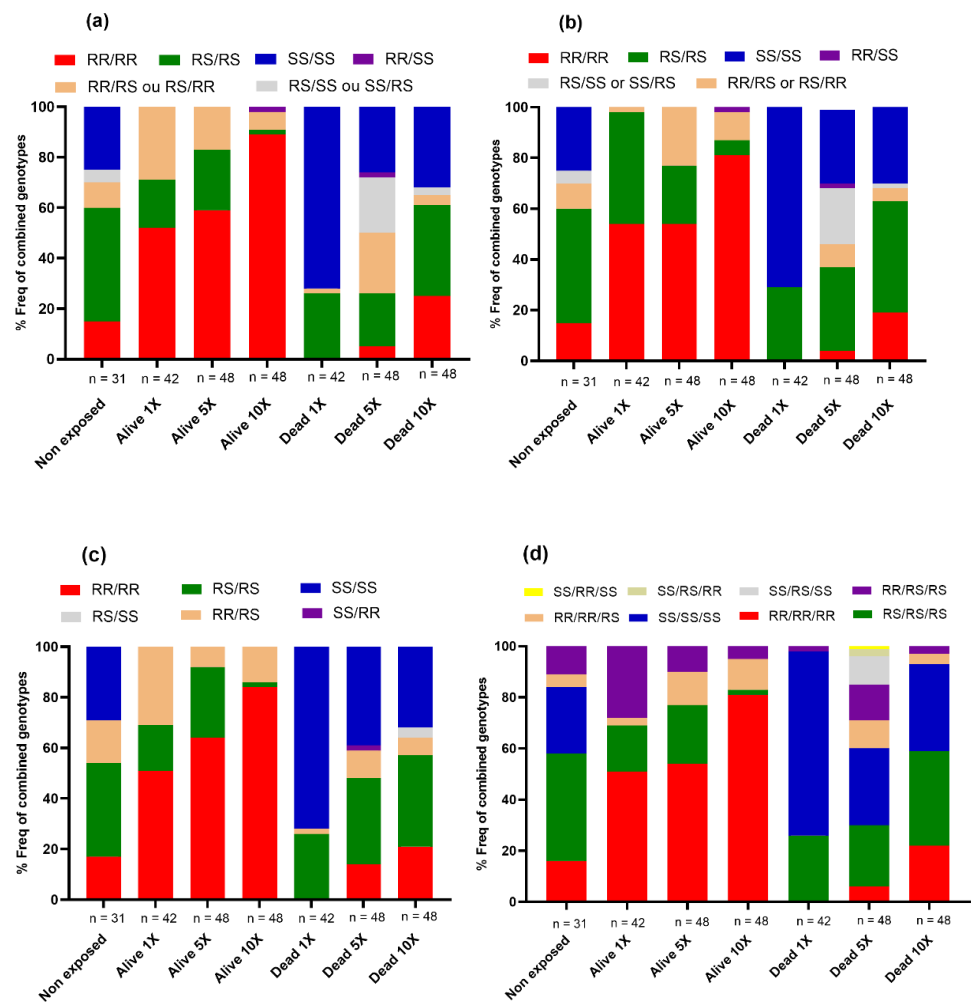 (a)
RR/RR RS/RS SS/SS RR/SS
RR/RS ou RS/RR RS/SS ou SS/RS
% Freq of combined genotypes
100
80
60
40
20
0
n = 31 n = 42 n = 48 n = 48 n = 42 n = 48 n = 48
Non exposed Alive 1X Alive 5X Alive 10X Dead 1X Dead 5X Dead 10X
(b)
RR/RR RS/RS SS/SS RR/SS
RS/SS or SS/RS RR/RS or RS/RR
% Freq of combined genotypes
100
80
60
40
20
0
n = 31 n = 42 n = 48 n = 48 n = 42 n = 48 n = 48
Non exposed Alive 1X Alive 5X Alive 10X Dead 1X Dead 5X Dead 10X
(c)
RR/RR RS/RS SS/SS
RS/SS RR/RS SS/RR
% Freq of combined genotypes
100
80
60
40
20
0
n = 31 n = 42 n = 48 n = 48 n = 42 n = 48 n = 48
Non exposed Alive 1X Alive 5X Alive 10X Dead 1X Dead 5X Dead 10X
(d)
SS/RR/SS SS/RS/RR SS/RS/SS RR/RS/RS
RR/RR/RS SS/SS/SS RR/RR/RR RS/RS/RS
% Freq of combined genotypes
100
80
60
40
20
0
n = 31 n = 42 n = 48 n = 48 n = 42 n = 48 n = 48
Non exposed Alive 1X Alive 5X Alive 10X Dead 1X Dead 5X Dead 10X